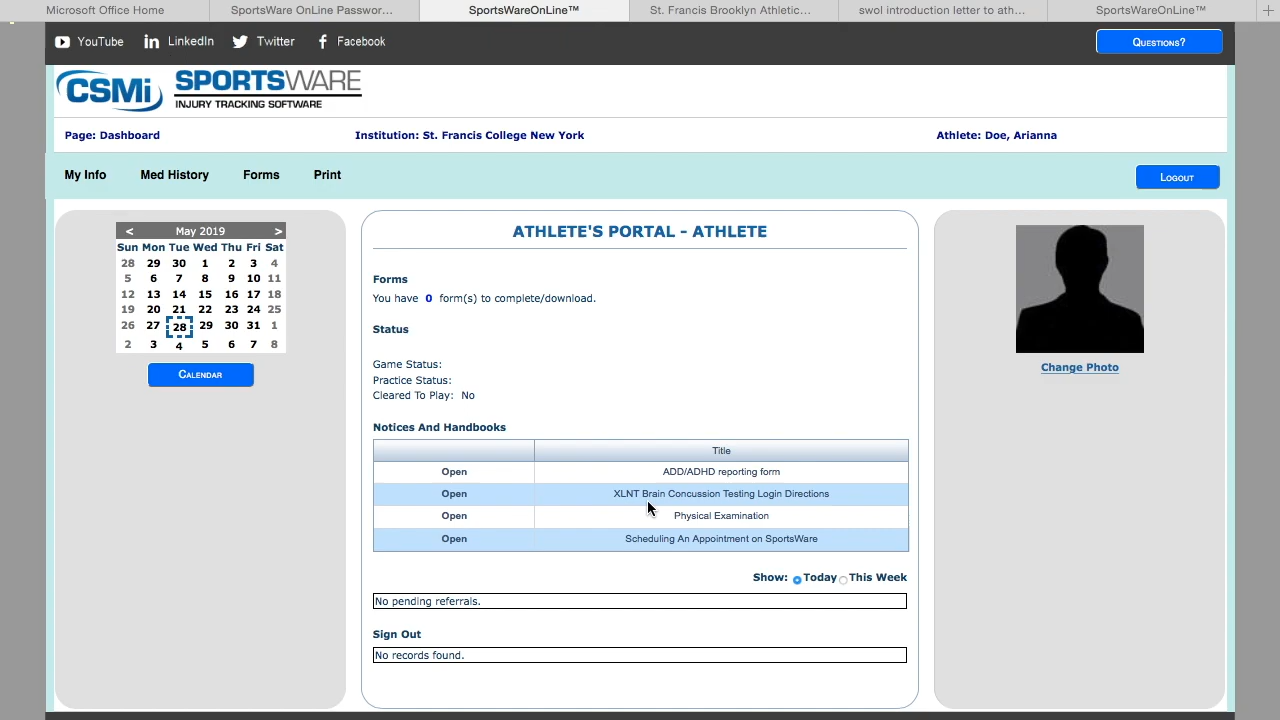 Microsoft Office Home
SportsWare OnLine Passwor...
SportsWareOnLine™
St. Francis Brooklyn Athletic...
swol introduction letter to ath...
SportsWareOnLine™
YouTube
LinkedIn
Twitter
Facebook
Questions?
CSMi
SPORTSWARE
INJURY TRACKING SOFTWARE
Page: Dashboard
Institution: St. Francis College New York
Athlete: Doe, Arianna
My Info
Med History
Forms
Print
Logout
< May 2019 >
Sun Mon Tue Wed Thu Fri Sat
28 29 30 1 2 3 4
5 6 7 8 9 10 11
12 13 14 15 16 17 18
19 20 21 22 23 24 25
26 27 28 29 30 31 1
2 3 4 5 6 7 8
Calendar
ATHLETE'S PORTAL - ATHLETE
Forms
You have 0 form(s) to complete/download.
Status
Game Status:
Practice Status:
Cleared To Play: No
Notices And Handbooks
Title
Open ADD/ADHD reporting form
Open XLNT Brain Concussion Testing Login Directions
Open Physical Examination
Open Scheduling An Appointment on SportsWare
Show: Today This Week
No pending referrals.
Sign Out
No records found.
Change Photo